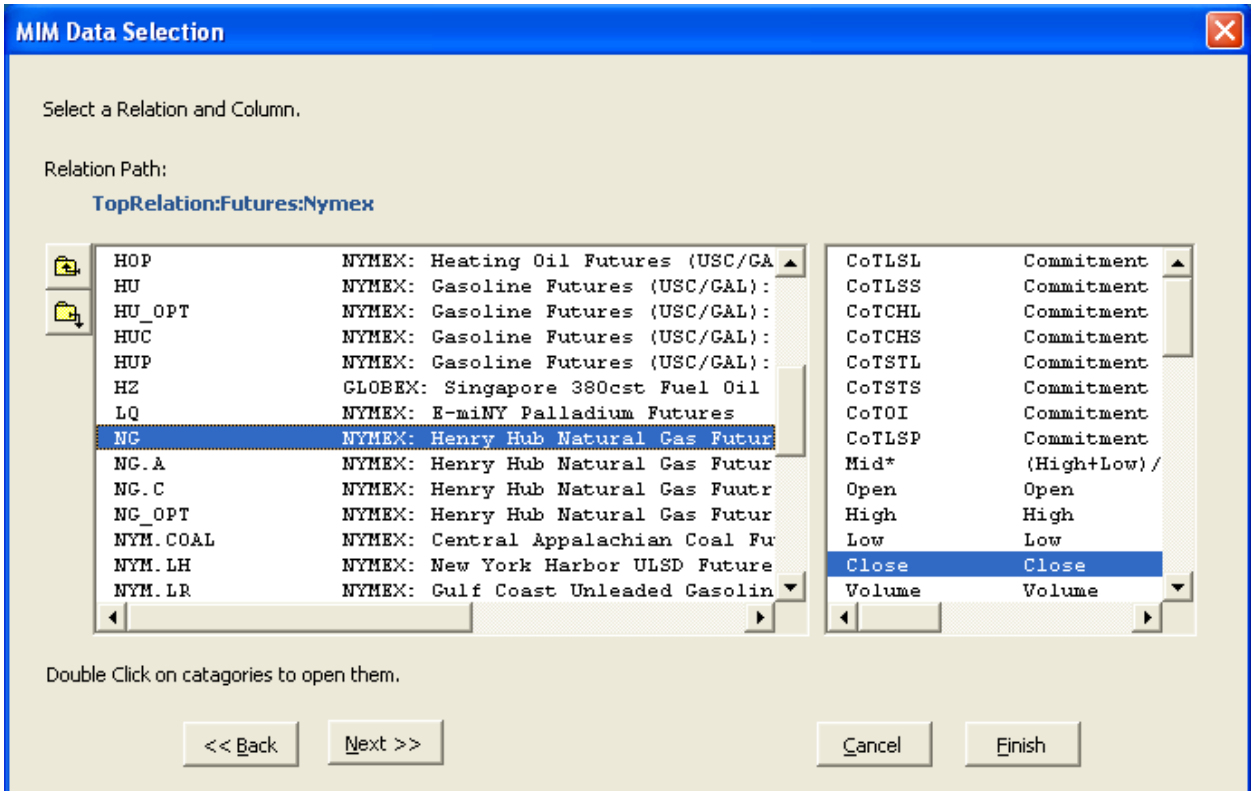 MIM Data Selection
Select a Relation and Column.
Relation Path:
TopRelation:Futures:Nymex
HOP NYMEX: Heating Oil Futures (USC/GA
HU NYMEX: Gasoline Futures (USC/GAL):
HU_OPT NYMEX: Gasoline Futures (USC/GAL):
HUC NYMEX: Gasoline Futures (USC/GAL):
HUP NYMEX: Gasoline Futures (USC/GAL):
HZ GLOBEX: Singapore 380cst Fuel Oil
LQ NYMEX: E-miNY Palladium Futures
NG NYMEX: Henry Hub Natural Gas Futur
NG.A NYMEX: Henry Hub Natural Gas Futur
NG.C NYMEX: Henry Hub Natural Gas Fuutr
NG_OPT NYMEX: Henry Hub Natural Gas Futur
NYM.COAL NYMEX: Central Appalachian Coal Fu
NYM.LH NYMEX: New York Harbor ULSD Future
NYM.LR NYMEX: Gulf Coast Unleaded Gasolin
CoTLSL Commitment
CoTLSS Commitment
CoTCHL Commitment
CoTCHS Commitment
CoTSTL Commitment
CoTSTS Commitment
CoTOI Commitment
CoTLSP Commitment
Mid* (High+Low)/
Open Open
High High
Low Low
Close Close
Volume Volume
Double Click on catagories to open them.
<< Back Next >> Cancel Finish